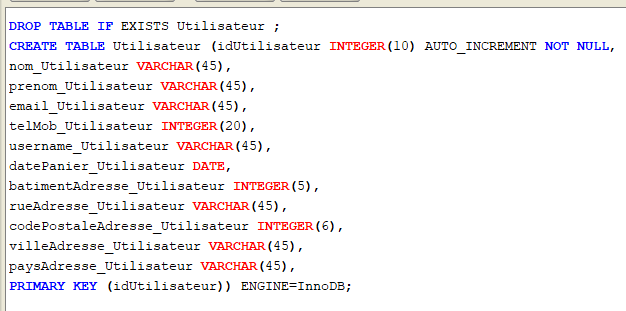 DROP TABLE IF EXISTS Utilisateur ;
CREATE TABLE Utilisateur (idUtilisateur INTEGER(10) AUTO_INCREMENT NOT NULL,
nom_Utilisateur VARCHAR(45),
prenom_Utilisateur VARCHAR(45),
email_Utilisateur VARCHAR(45),
telMob_Utilisateur INTEGER(20),
username_Utilisateur VARCHAR(45),
datePanier_Utilisateur DATE,
batimentAdresse_Utilisateur INTEGER(5),
rueAdresse_Utilisateur VARCHAR(45),
codePostaleAdresse_Utilisateur INTEGER(6),
villeAdresse_Utilisateur VARCHAR(45),
paysAdresse_Utilisateur VARCHAR(45),
PRIMARY KEY (idUtilisateur)) ENGINE=InnoDB;